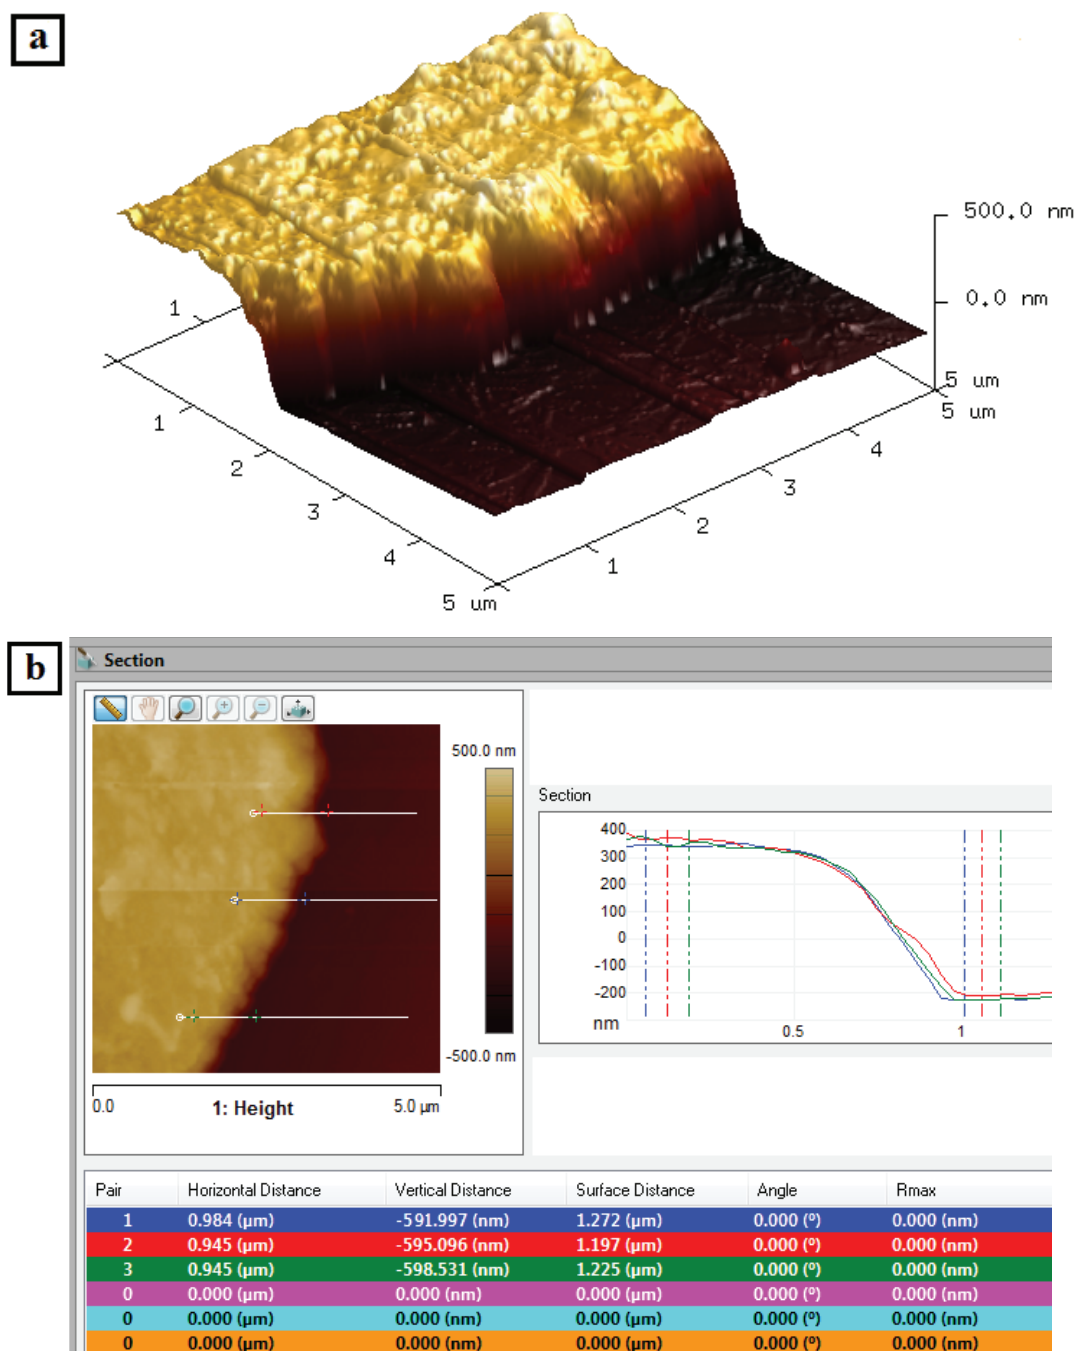 a
500.0 nm
0.0 nm
5 um
5 um
1
1
2
3
4
5 um
1
2
3
4
b
Section
500.0 nm
-500.0 nm
0.0
1: Height
5.0 µm
Section
400
300
200
100
0
-100
-200
nm
0.5
1
Pair Horizontal Distance Vertical Distance Surface Distance Angle Rmax
1 0.984 (µm) -591.997 (nm) 1.272 (µm) 0.000 (º) 0.000 (nm)
2 0.945 (µm) -595.096 (nm) 1.197 (µm) 0.000 (º) 0.000 (nm)
3 0.945 (µm) -598.531 (nm) 1.225 (µm) 0.000 (º) 0.000 (nm)
0 0.000 (µm) 0.000 (nm) 0.000 (µm) 0.000 (º) 0.000 (nm)
0 0.000 (µm) 0.000 (nm) 0.000 (µm) 0.000 (º) 0.000 (nm)
0 0.000 (µm) 0.000 (nm) 0.000 (µm) 0.000 (º) 0.000 (nm)